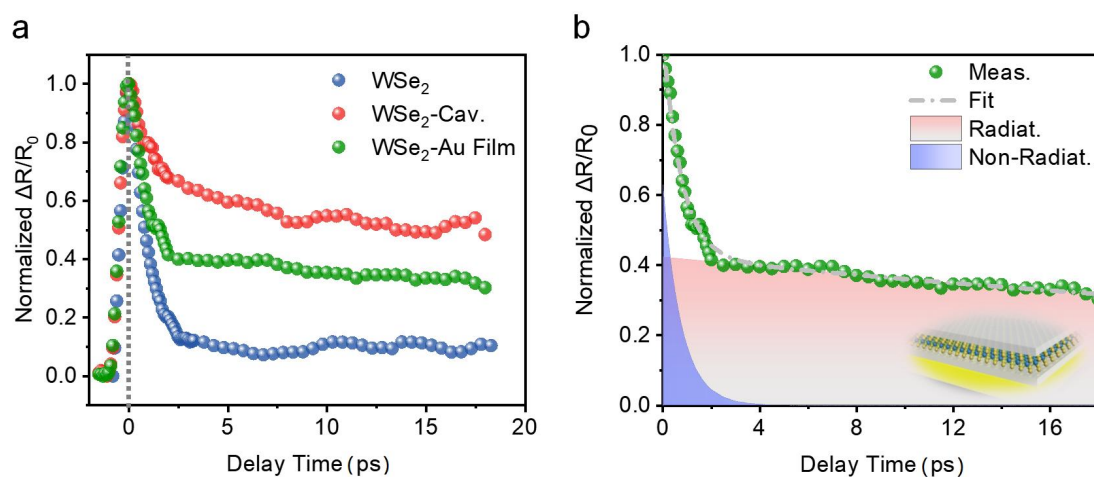 a
Normalized ΔR/R₀
1.0
0.8
0.6
0.4
0.2
0.0
WSe₂
WSe₂-Cav.
WSe₂-Au Film
0
5
10
15
20
Delay Time (ps)
b
Normalized ΔR/R0
1.0
0.8
0.6
0.4
0.2
0.0
Meas.
Fit
Radiat.
Non-Radiat.
0
4
8
12
16
Delay Time (ps)